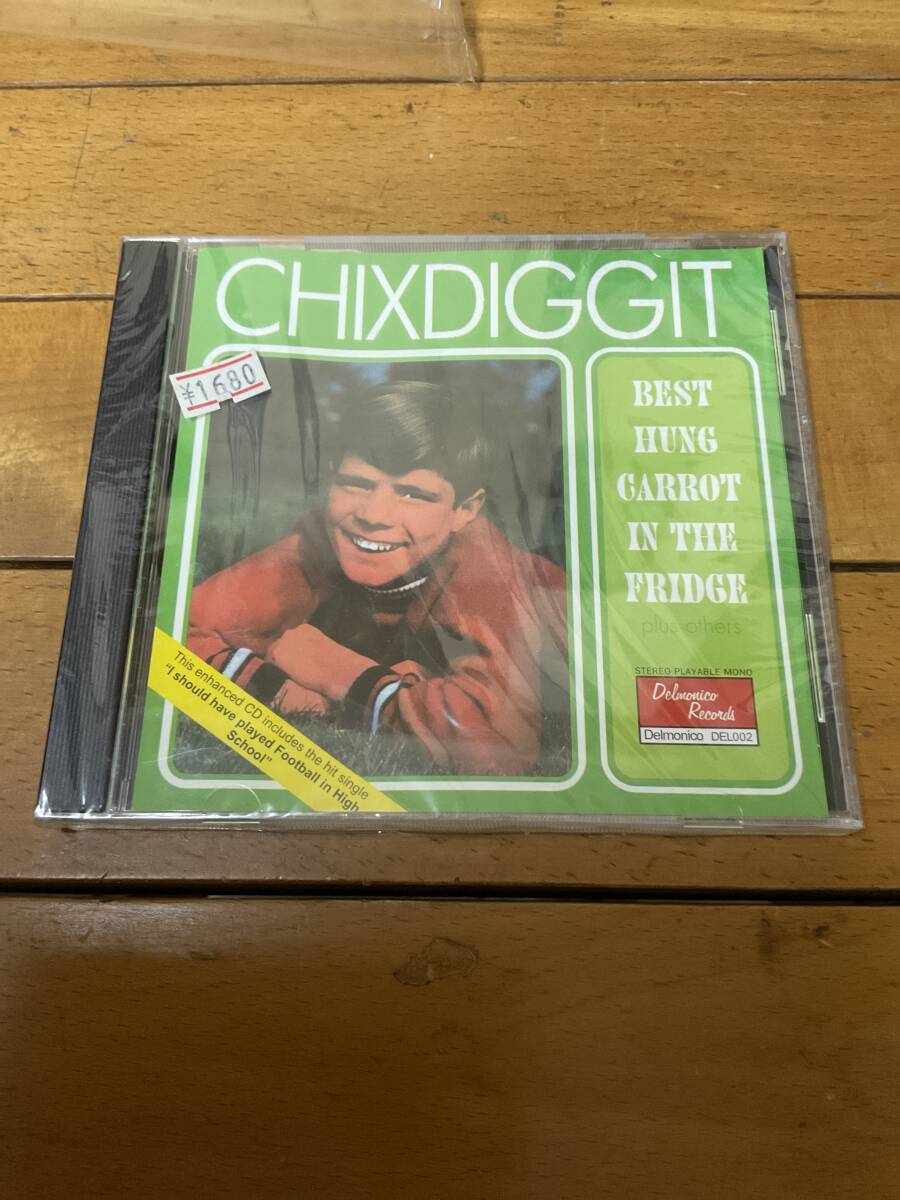 CHIXDIGGIT
¥1680
BEST
HUNG
CARROT
IN THE
FRIDGE
plus others
STEREO PLAYABLE MONO
Delmonico
Records
Delmonico DEL002
This enhanced CD includes the hit single
"I should have played Football in High
School"